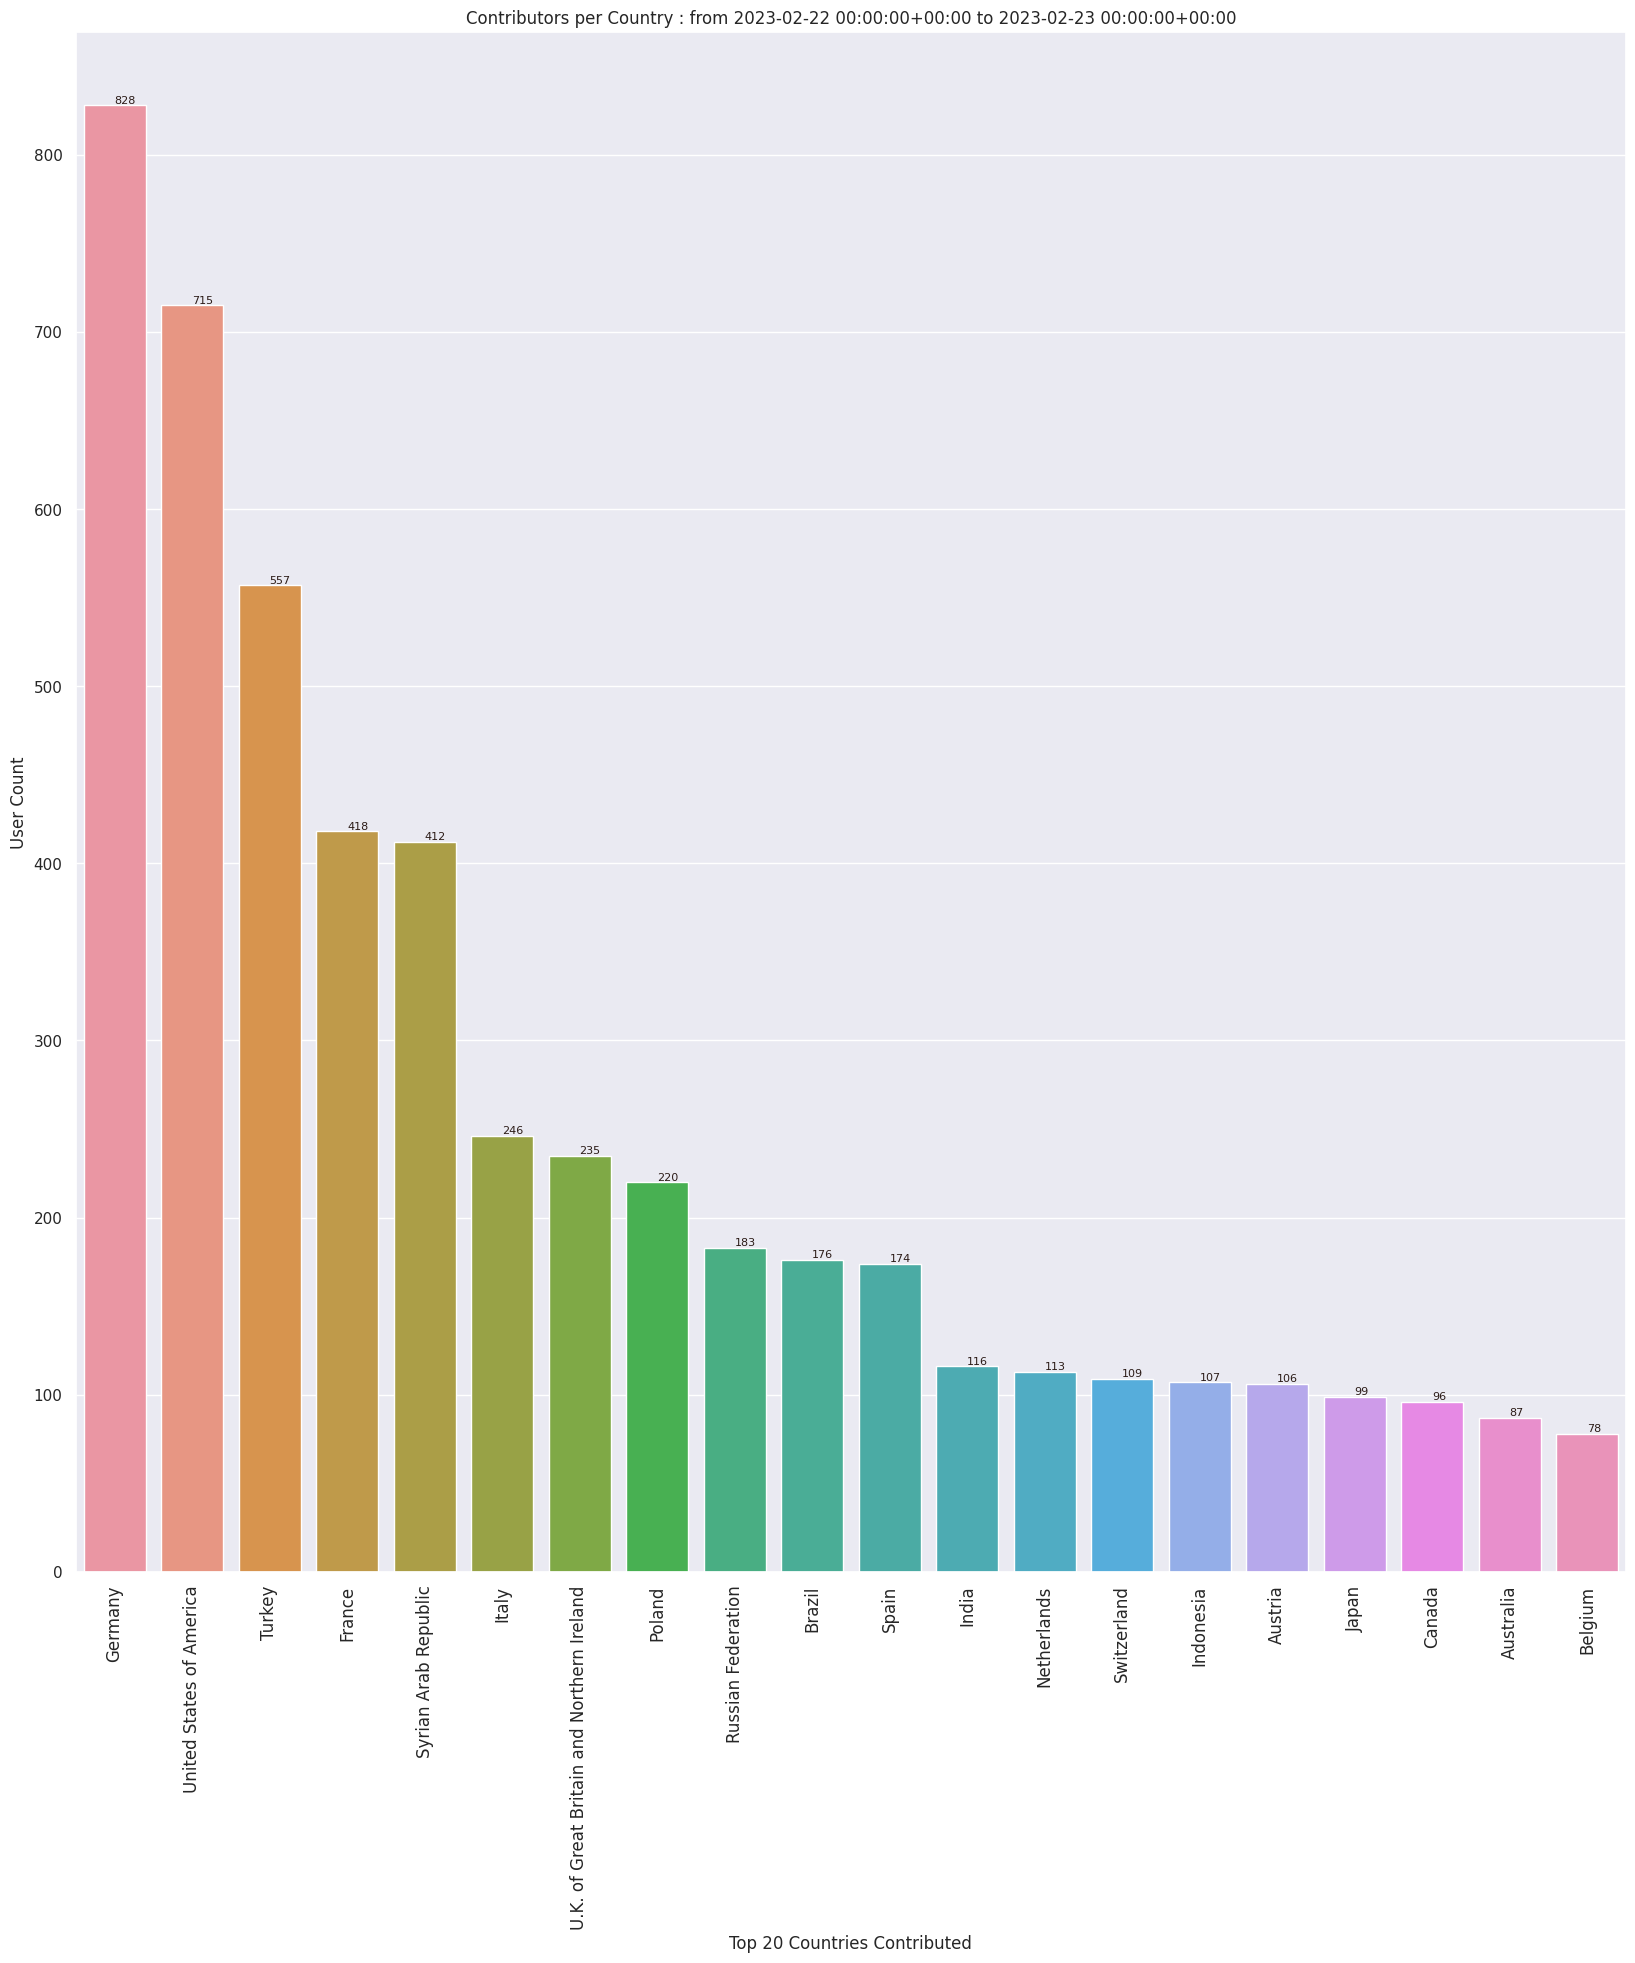 Contributors per Country : from 2023-02-22 00:00:00+00:00 to 2023-02-23 00:00:00+00:00
User Count
800
700
600
500
400
300
200
100
0
828
715
557
418
412
246
235
220
183
176
174
116
113
109
107
106
99
96
87
78
Germany
United States of America
Turkey
France
Syrian Arab Republic
Italy
U.K. of Great Britain and Northern Ireland
Poland
Russian Federation
Brazil
Spain
India
Netherlands
Switzerland
Indonesia
Austria
Japan
Canada
Australia
Belgium
Top 20 Countries Contributed